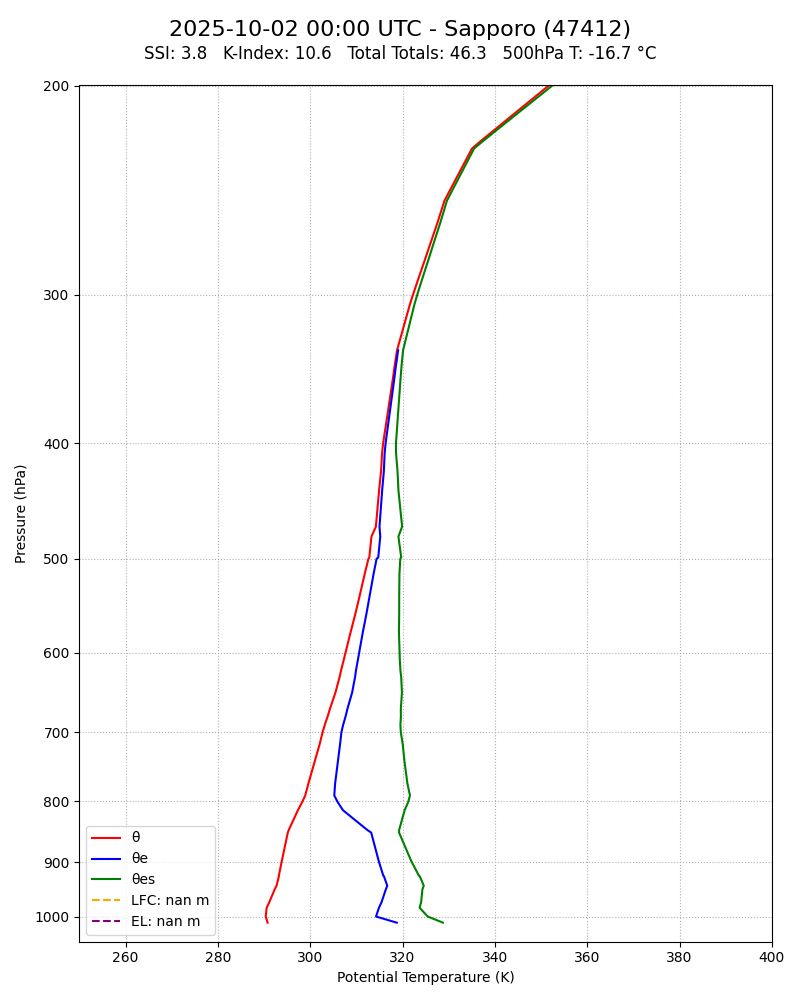 2025-10-02 00:00 UTC - Sapporo (47412)
SSI: 3.8 K-Index: 10.6 Total Totals: 46.3 500hPa T: -16.7 °C
200
300
400
500
600
700
800
900
1000
Pressure (hPa)
θ
θe
θes
LFC: nan m
EL: nan m
260 280 300 320 340 360 380 400
Potential Temperature (K)